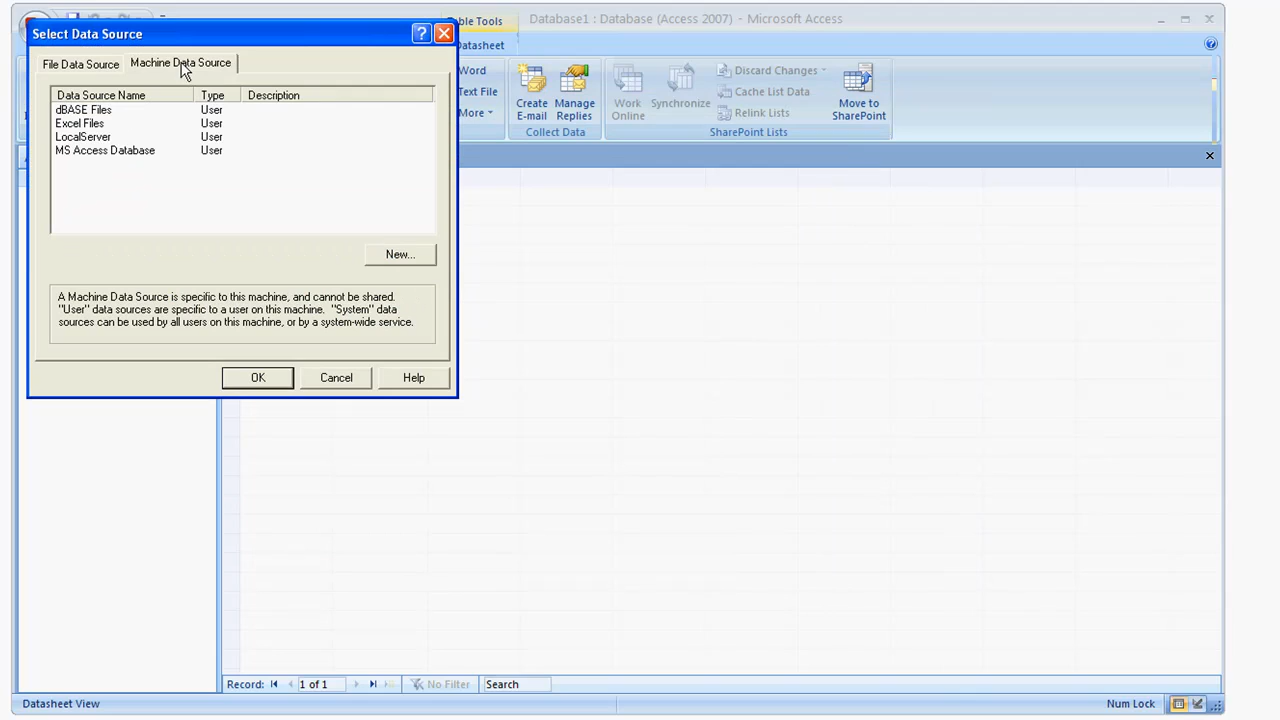 Table Tools
Database1 : Database (Access 2007) - Microsoft Access
Select Data Source
Datasheet
File Data Source
Machine Data Source
Word
Text File
More
Create
E-mail
Manage
Replies
Collect Data
Work
Online
Synchronize
Discard Changes
Cache List Data
Relink Lists
Move to
SharePoint
SharePoint Lists
Data Source Name Type Description
dBASE Files User
Excel Files User
LocalServer User
MS Access Database User
New...
A Machine Data Source is specific to this machine, and cannot be shared.
"User" data sources are specific to a user on this machine. "System" data
sources can be used by all users on this machine, or by a system-wide service.
OK
Cancel
Help
Record:
1 of 1
No Filter
Search
Datasheet View
Num Lock